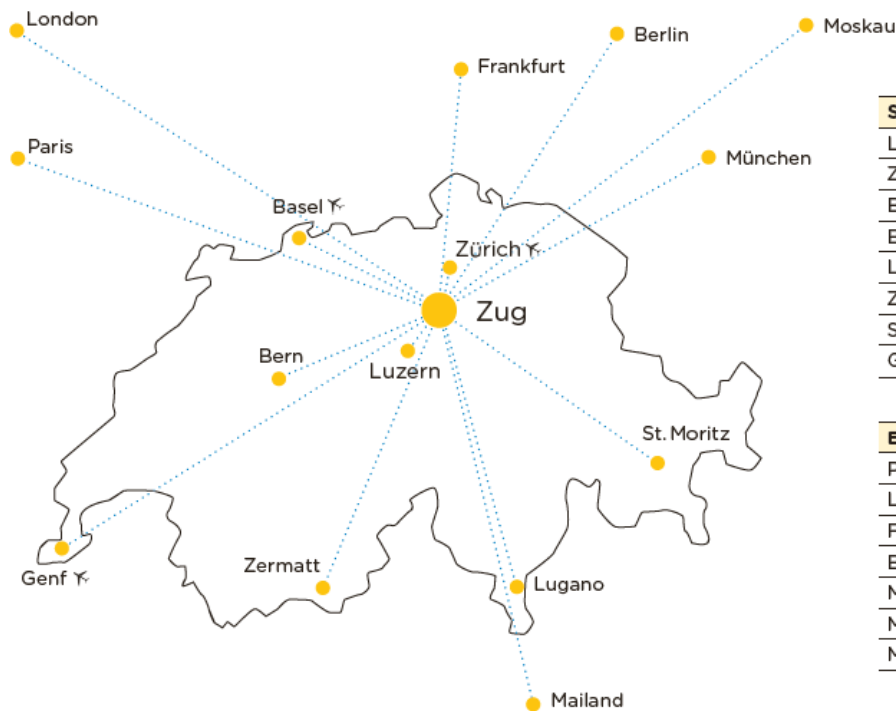 London
Berlin
Moskau
Frankfurt
Paris
München
Basel
Zürich
Zug
Bern
Luzern
St. Moritz
Zermatt
Genf
Lugano
Mailand